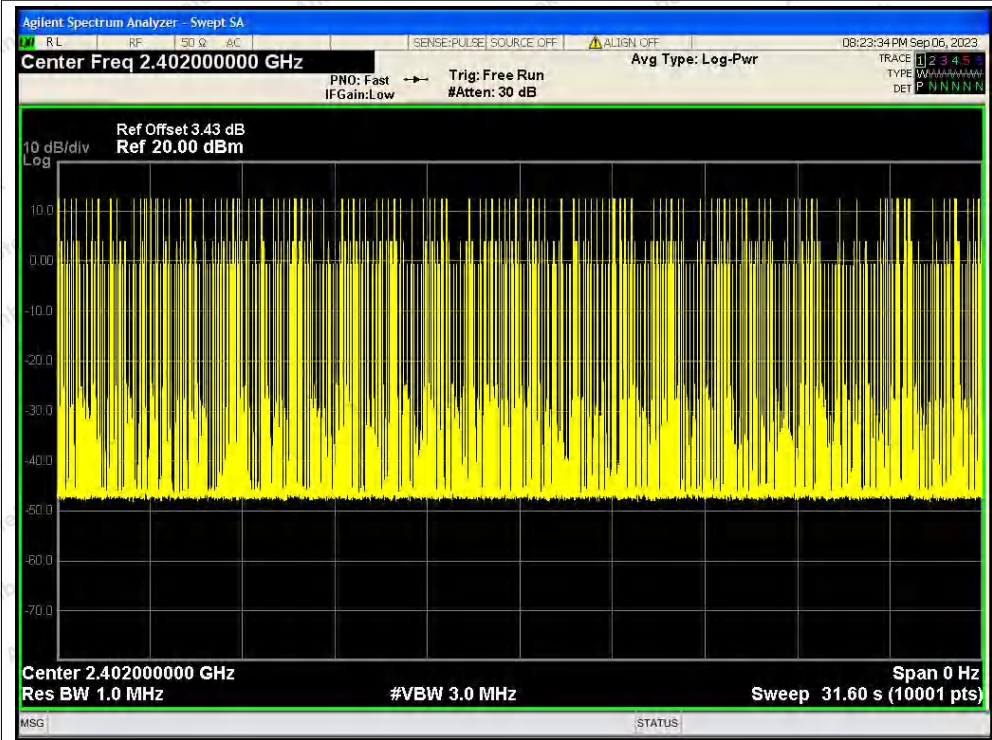 Agilent Spectrum Analyzer - Swept SA
RL RF 50 Ω AC SENSE:PULSE SOURCE OFF ALIGN OFF 08:23:34 PM Sep 06, 2023
Center Freq 2.402000000 GHz Avg Type: Log-Pwr TRACE 1 2 3 4 5 6
PNO: Fast Trig: Free Run TYPE W
IFGain:Low #Atten: 30 dB DET P N N N N N
Ref Offset 3.43 dB
10 dB/div Ref 20.00 dBm
Log
10.0
0.00
-10.0
-20.0
-30.0
-40.0
-50.0
-60.0
-70.0
Center 2.402000000 GHz Span 0 Hz
Res BW 1.0 MHz #VBW 3.0 MHz Sweep 31.60 s (10001 pts)
MSG STATUS